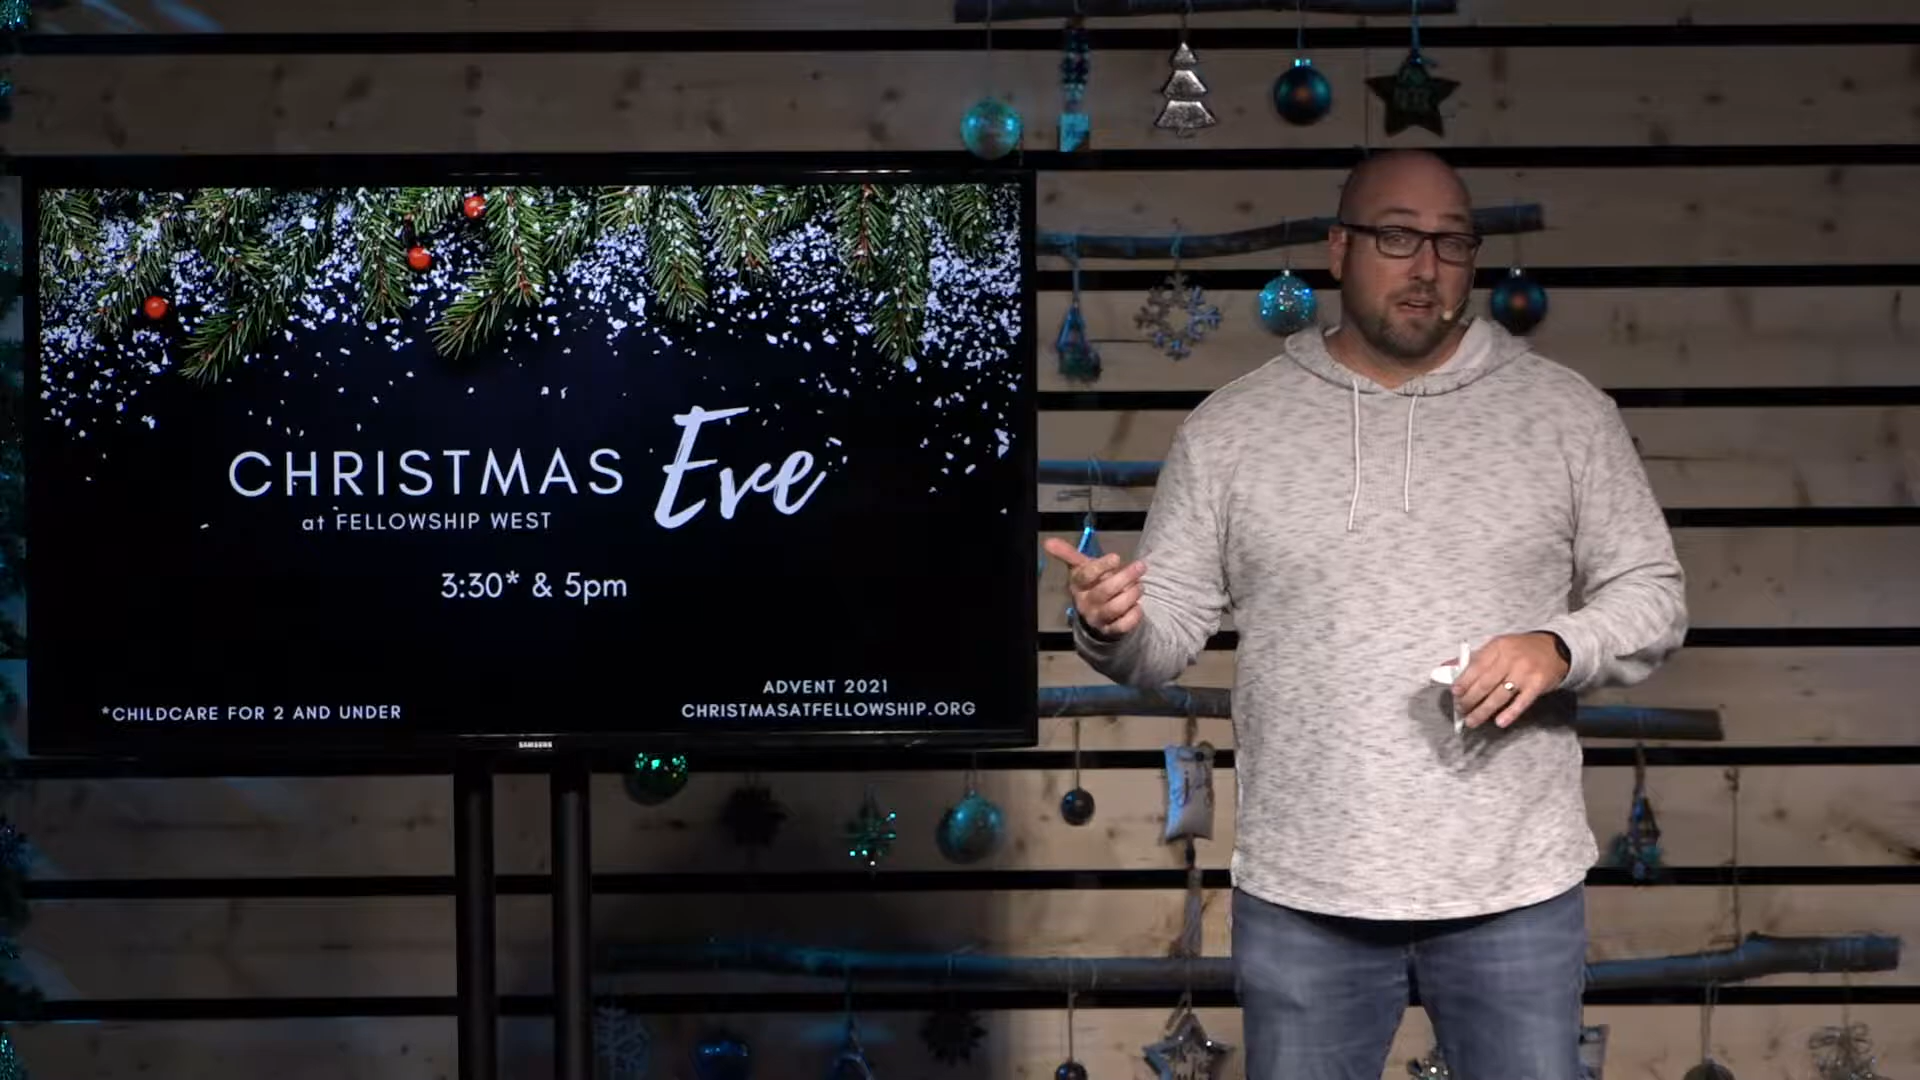 CHRISTMAS Eve
at FELLOWSHIP WEST
3:30* & 5pm
*CHILDCARE FOR 2 AND UNDER
ADVENT 2021
CHRISTMASATFELLOWSHIP.ORG
SAMSUNG